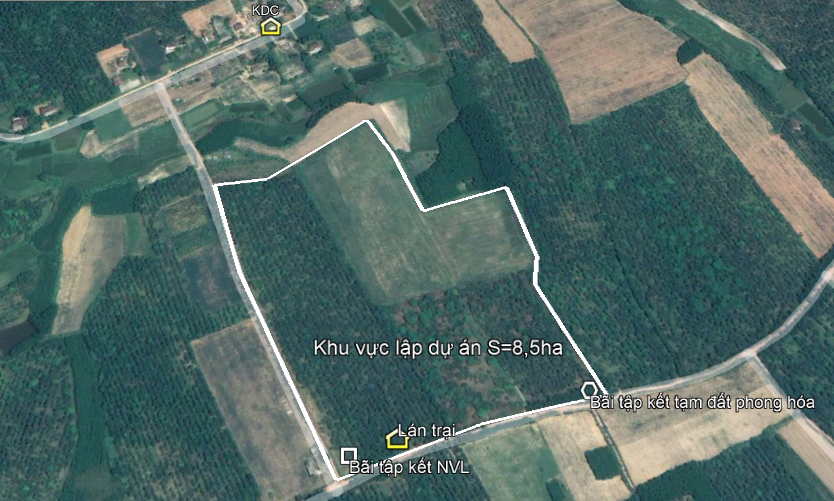 KDC
Khu vực lập dự án S=8,5ha
Bãi tập kết tạm đất phong hóa
Lán trại
Bãi tập kết NVL